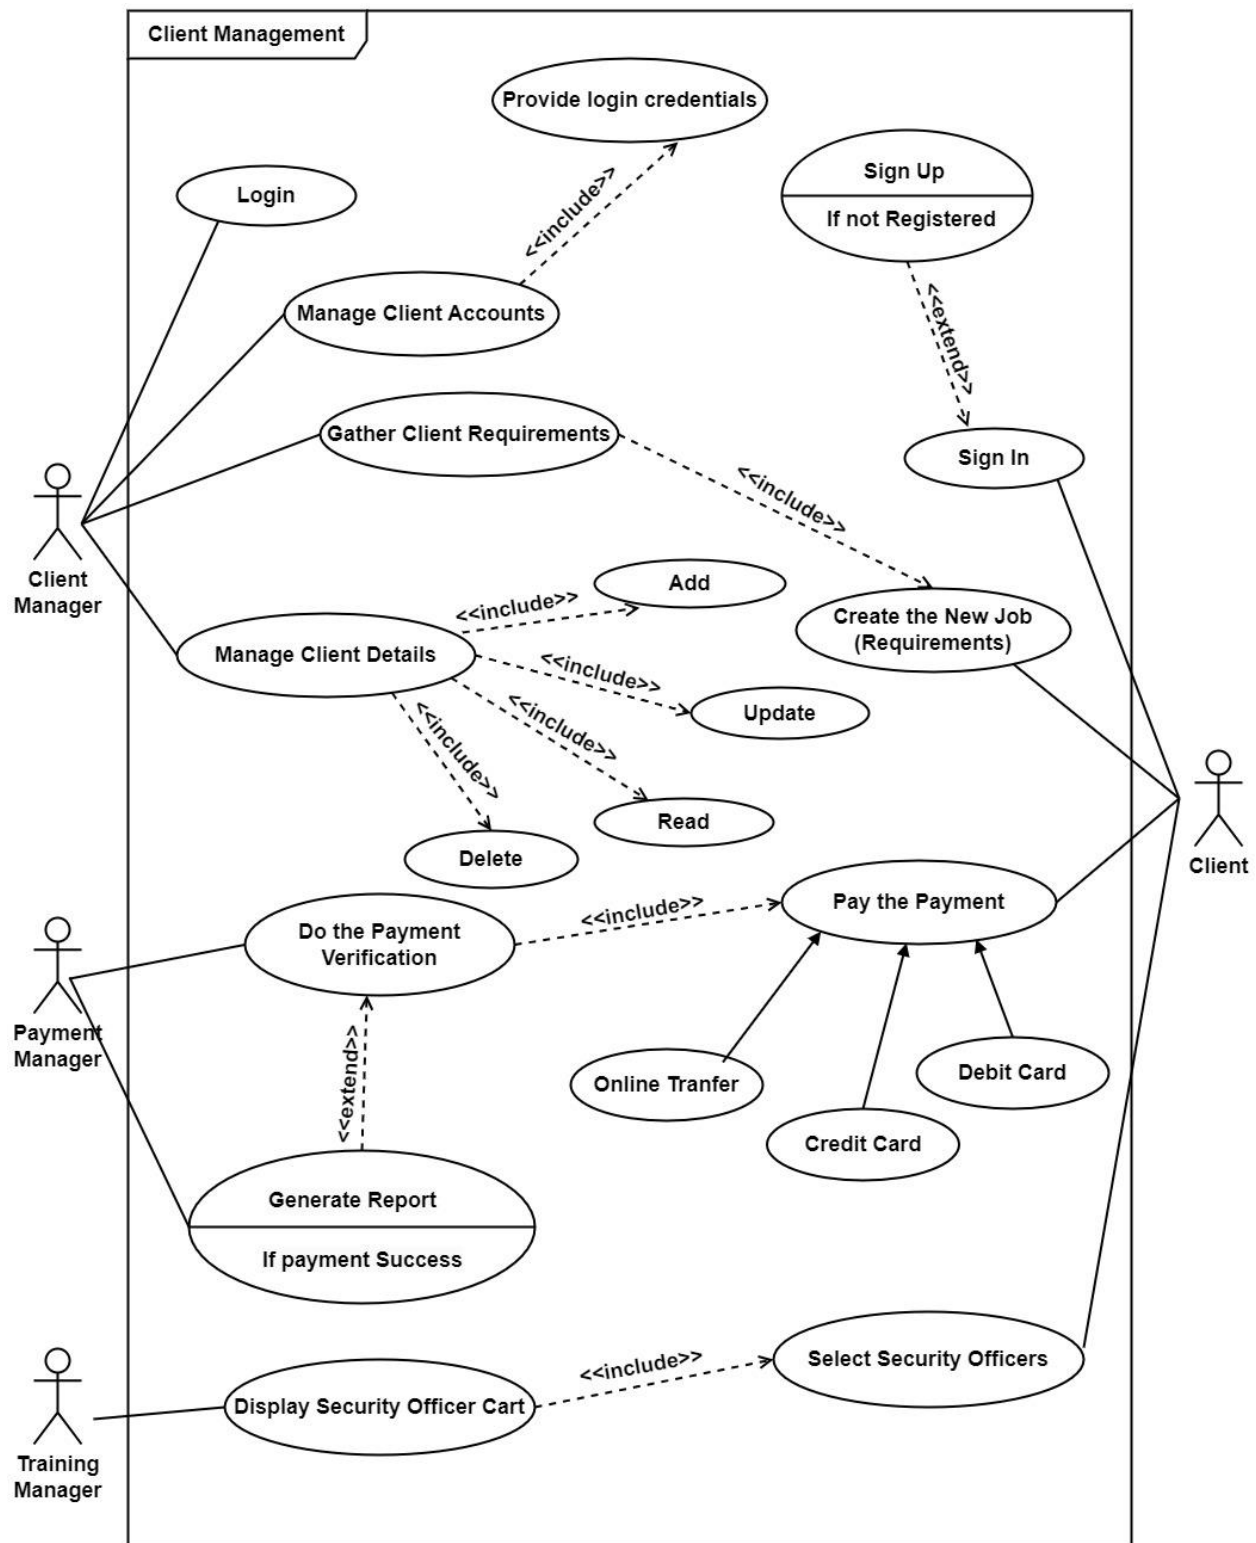 Client Management
Provide login credentials
<<include>>
Login
Sign Up
If not Registered
<<extend>>
Manage Client Accounts
Gather Client Requirements
<<include>>
Sign In
Client
Manager
Add
<<include>>
Create the New Job
(Requirements)
Manage Client Details
<<include>>
<<include>>
<<include>>
Update
Read
Delete
Client
Pay the Payment
<<include>>
Do the Payment
Verification
Payment
Manager
<<extend>>
Online Tranfer
Debit Card
Credit Card
Generate Report
If payment Success
Select Security Officers
<<include>>
Display Security Officer Cart
Training
Manager